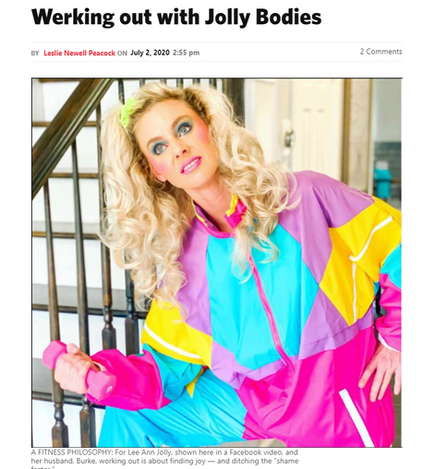 Werking out with Jolly Bodies
BY Leslie Newell Peacock ON July 2, 2020 2:55 pm
2 Comments
A FITNESS PHILOSOPHY: For Lee Ann Jolly, shown here in a Facebook video, and
her husband, Burke, working out is about finding joy — and ditching the "shame
factor."